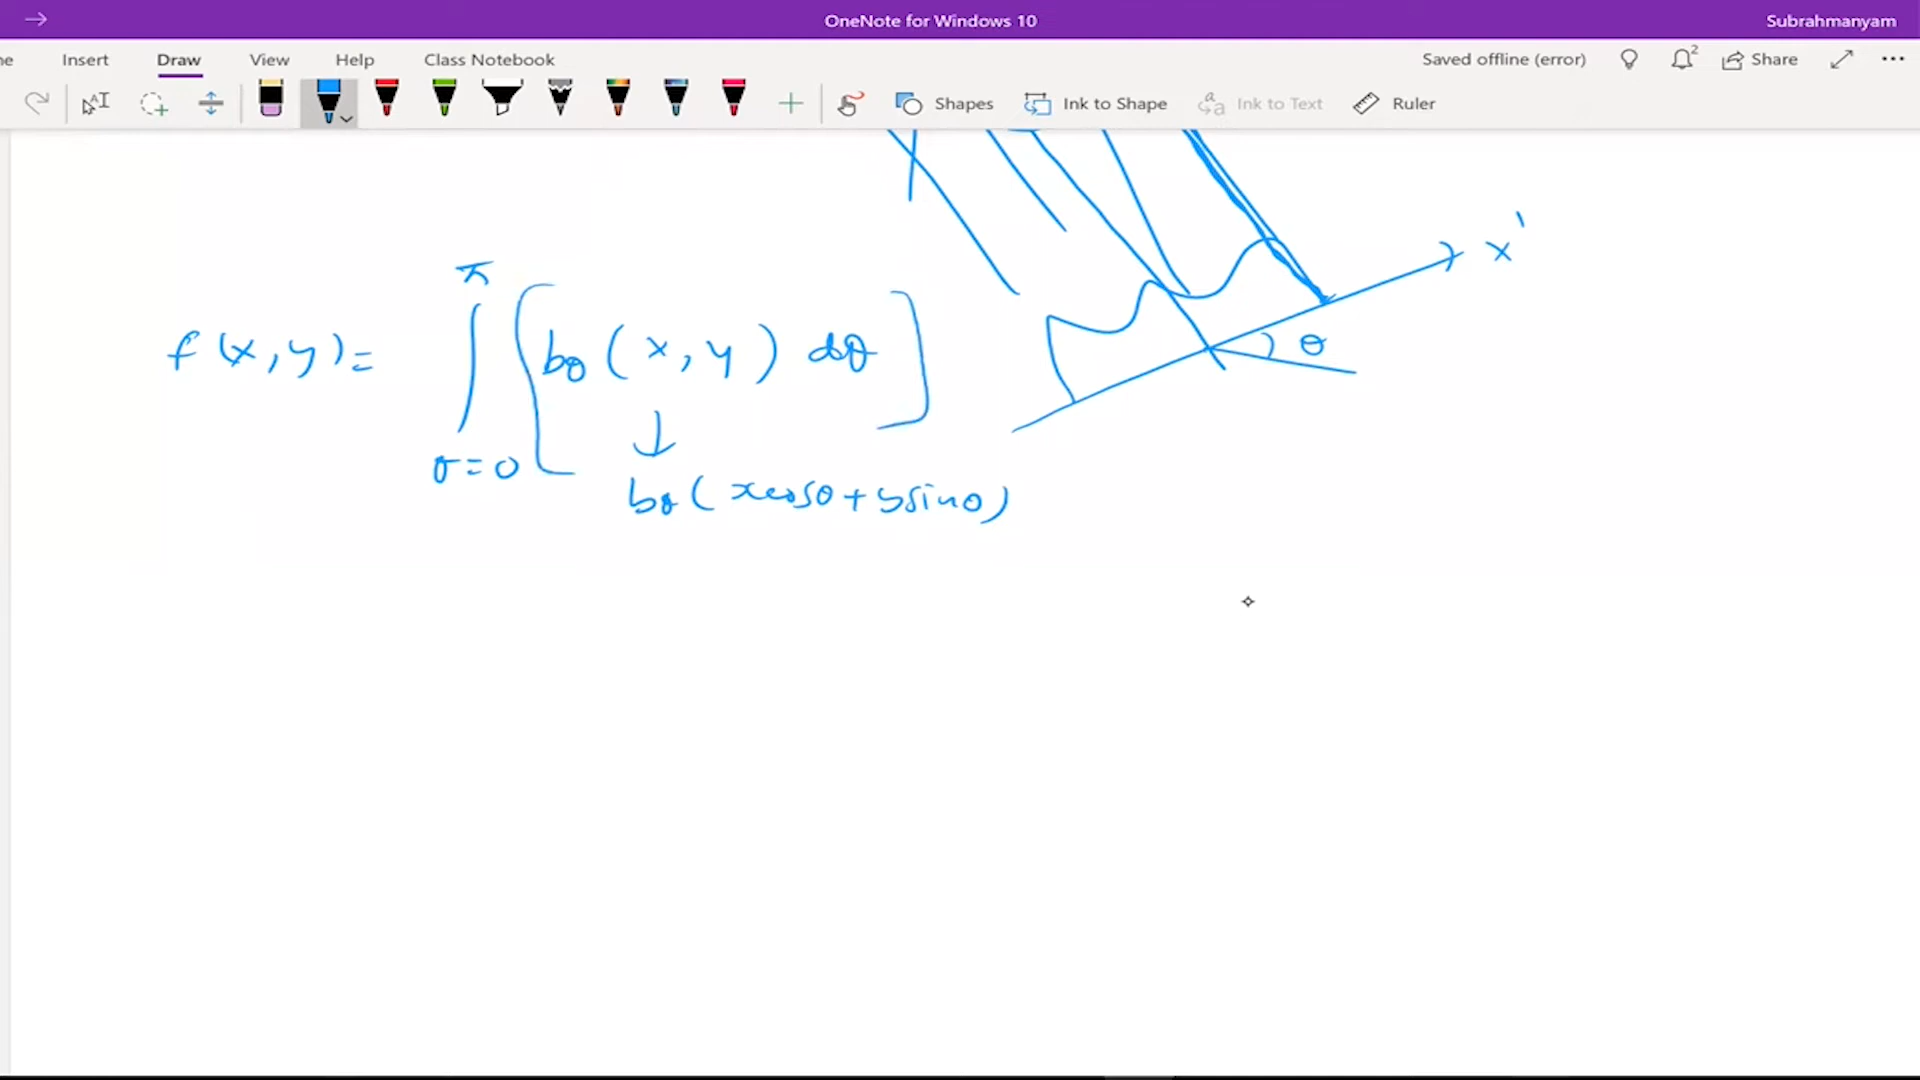 OneNote for Windows 10
Subrahmanyam
Insert Draw View Help Class Notebook
Saved offline (error)
2
Share
Shapes Ink to Shape Ink to Text Ruler
x'
θ
π
f(x,y)= ∫ [ bθ(x,y) dθ ]
θ=0
↓
bθ(xcosθ+ysinθ)